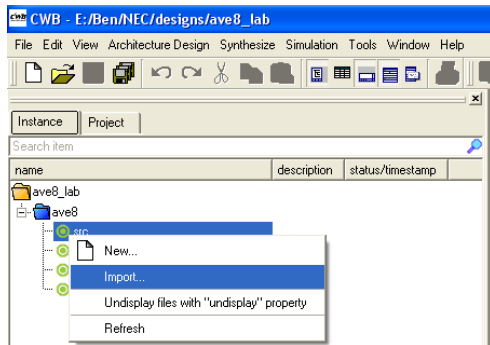 CWB - E:/Ben/NEC/designs/ave8_lab
File Edit View Architecture Design Synthesize Simulation Tools Window Help
Instance Project
Search item
name description status/timestamp
ave8_lab
ave8
src
New...
Import...
Undisplay files with "undisplay" property
Refresh